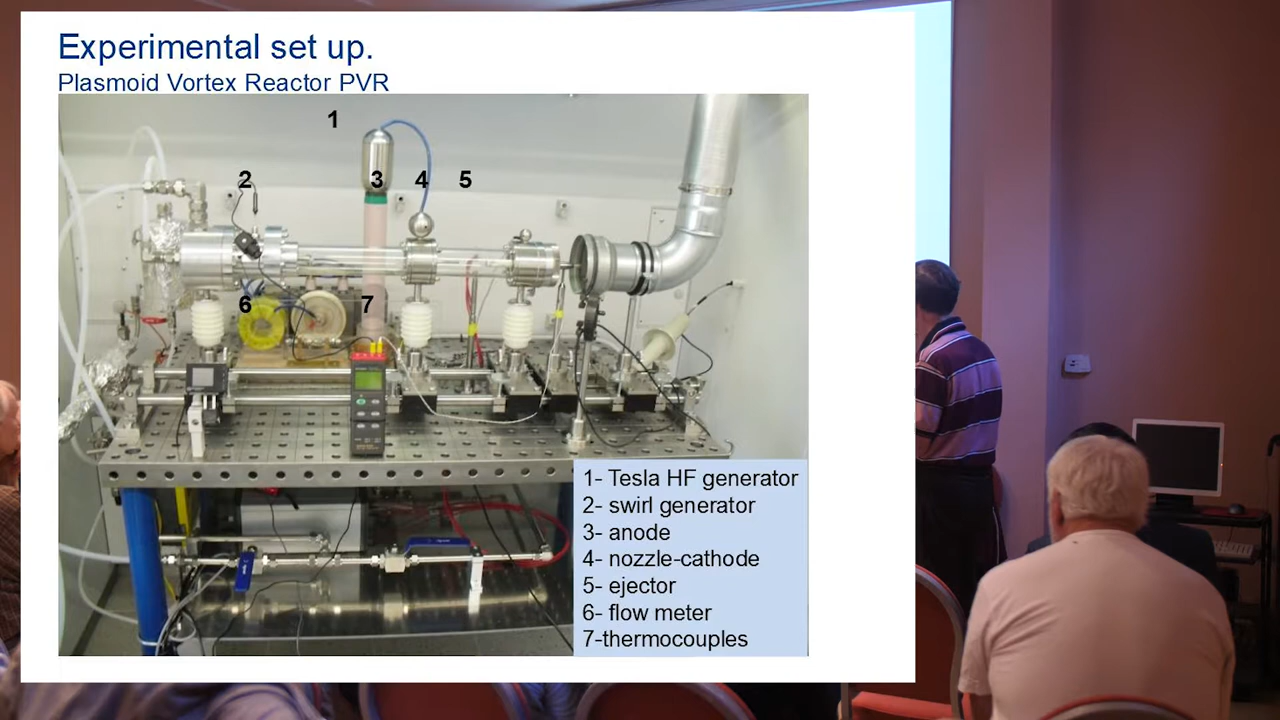 Experimental set up.
Plasmoid Vortex Reactor PVR
1
2 3 4 5
6 7
1- Tesla HF generator
2- swirl generator
3- anode
4- nozzle-cathode
5- ejector
6- flow meter
7-thermocouples